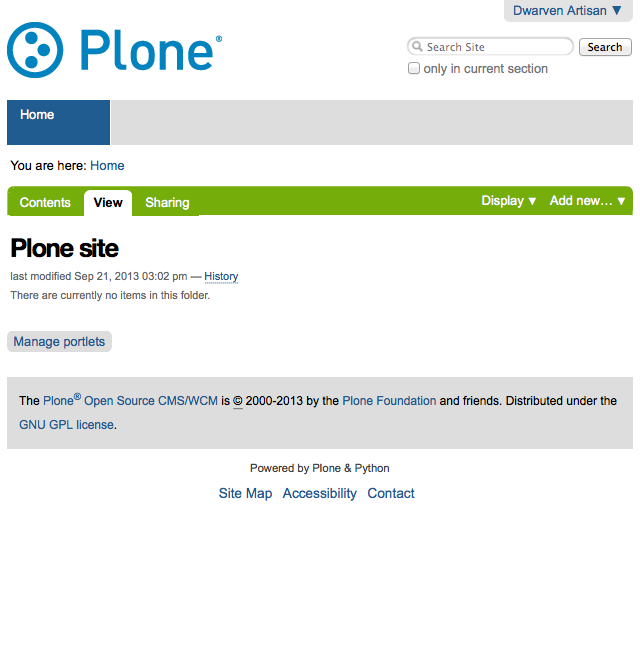 Dwarven Artisan ▼
Plone®
Search Site
Search
only in current section
Home
You are here: Home
Contents
View
Sharing
Display ▼
Add new… ▼
Plone site
last modified Sep 21, 2013 03:02 pm — History
There are currently no items in this folder.
Manage portlets
The Plone® Open Source CMS/WCM is © 2000-2013 by the Plone Foundation and friends. Distributed under the
GNU GPL license.
Powered by Plone & Python
Site Map Accessibility Contact